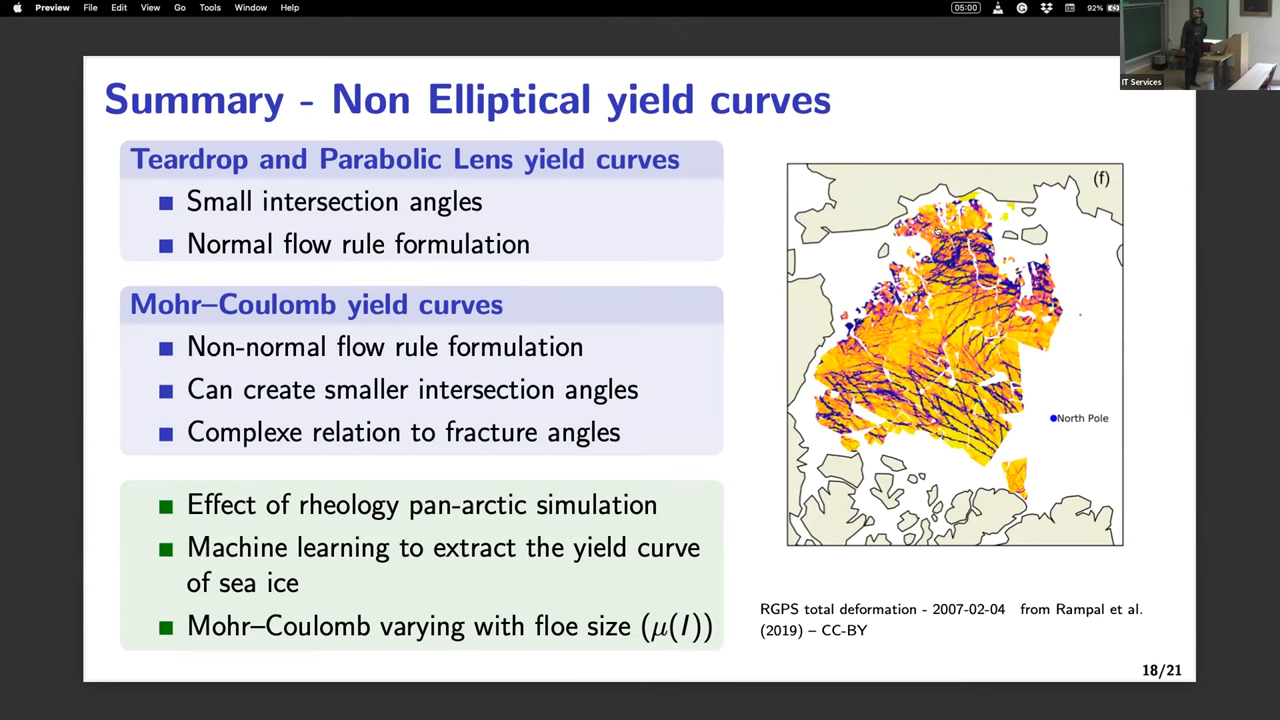 Preview File Edit View Go Tools Summary Help 05:00 92%
IT Services
Summary - Non Elliptical yield curves
Teardrop and Parabolic Lens yield curves
Small intersection angles
Normal flow rule formulation
Mohr–Coulomb yield curves
Non-normal flow rule formulation
Can create smaller intersection angles
Complexe relation to fracture angles
Effect of rheology pan-arctic simulation
Machine learning to extract the yield curve
of sea ice
Mohr–Coulomb varying with floe size (μ(I))
(f)
North Pole
RGPS total deformation - 2007-02-04 from Rampal et al.
(2019) – CC-BY
18/21